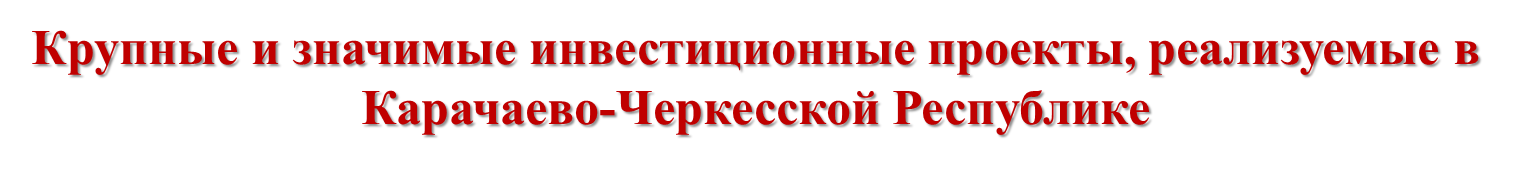 Крупные и значимые инвестиционные проекты, реализуемые в
Карачаево-Черкесской Республике